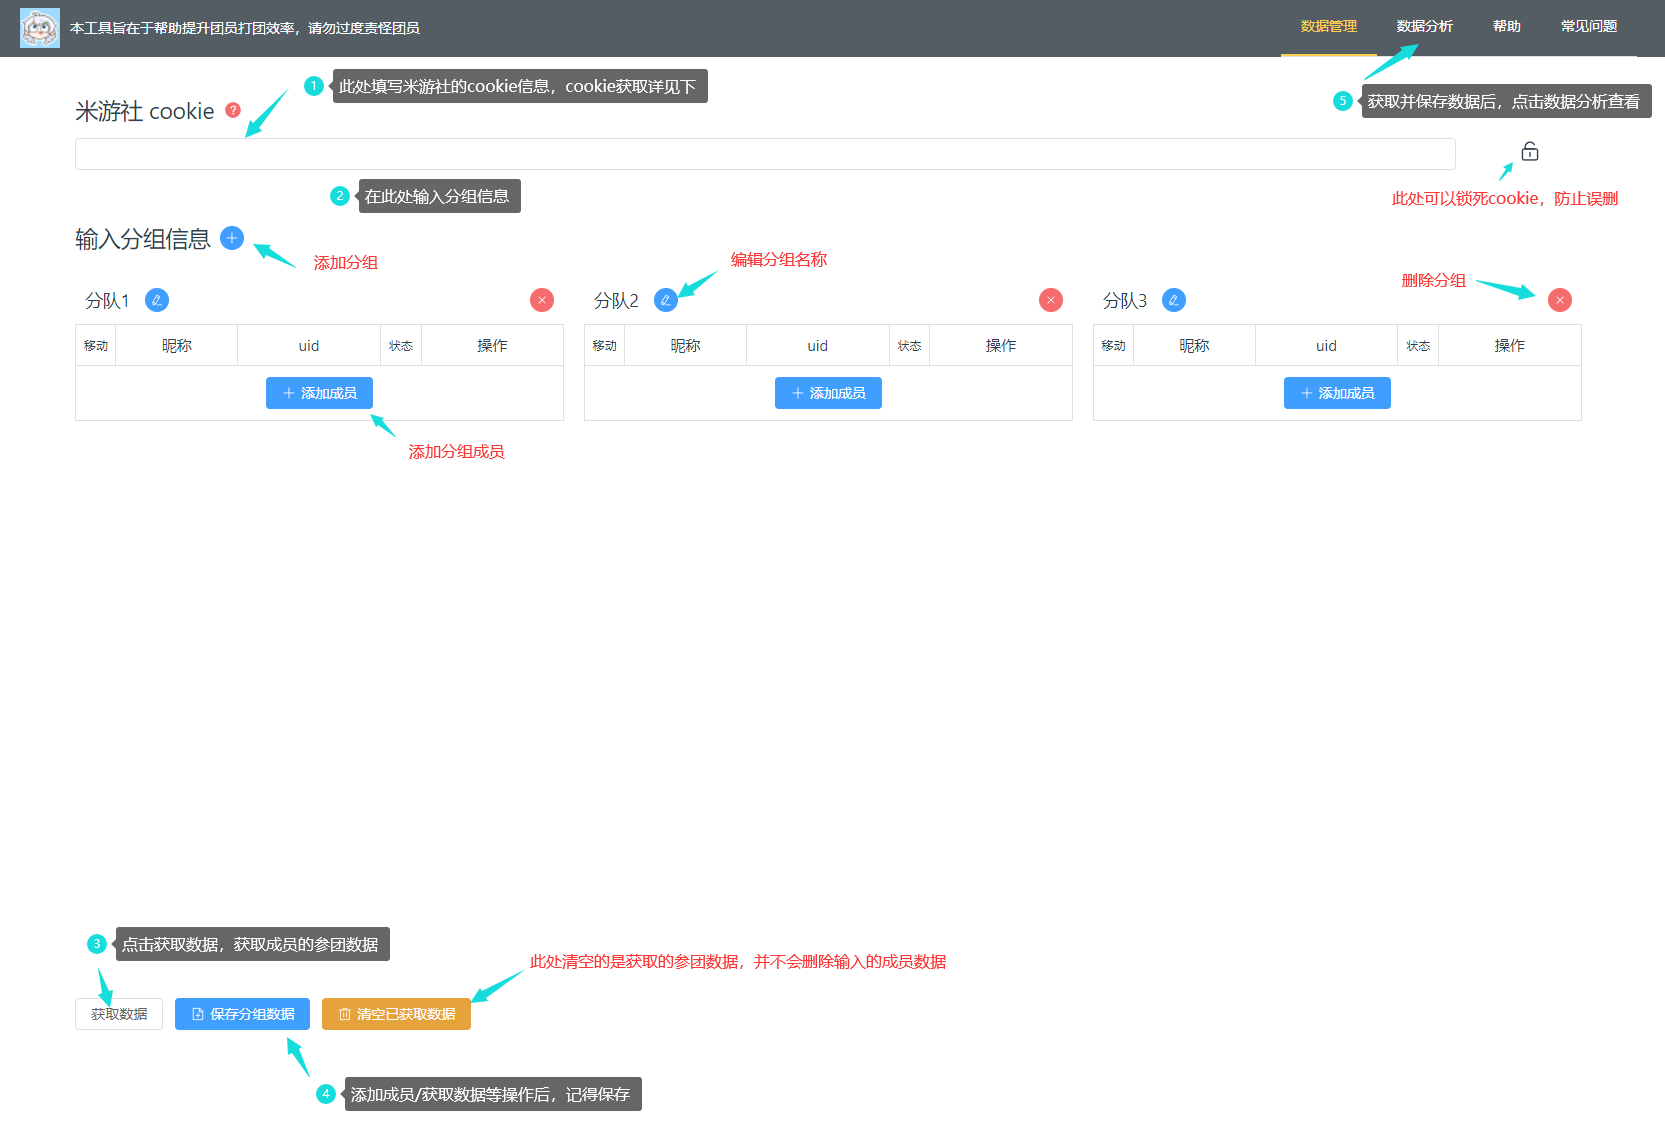 本工具旨在于帮助提升团员打团效率，请勿过度责怪团员
数据管理
数据分析
帮助
常见问题
1 此处填写米游社的cookie信息，cookie获取详见下
5 获取并保存数据后，点击数据分析查看
米游社 cookie ?
此处可以锁死cookie，防止误删
2 在此处输入分组信息
输入分组信息
添加分组
编辑分组名称
删除分组
分队1
分队2
分队3
移动 昵称 uid 状态 操作
移动 昵称 uid 状态 操作
移动 昵称 uid 状态 操作
添加成员
添加成员
添加成员
添加分组成员
3 点击获取数据，获取成员的参团数据
此处清空的是获取的参团数据，并不会删除输入的成员数据
获取数据
保存分组数据
清空已获取数据
4 添加成员/获取数据等操作后，记得保存